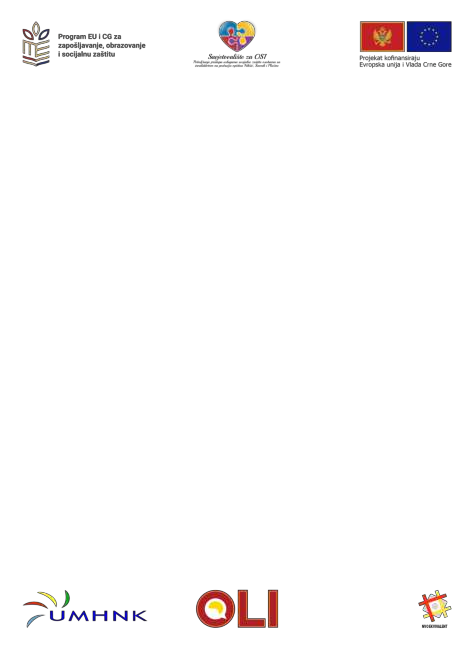 Program EU i CG za
zapošljavanje, obrazovanje
i socijalnu zaštitu
Savjetovalište za OSI
Projekat kofinansiraju
Evropska unija i Vlada Crne Gore
UMHNK
OLI